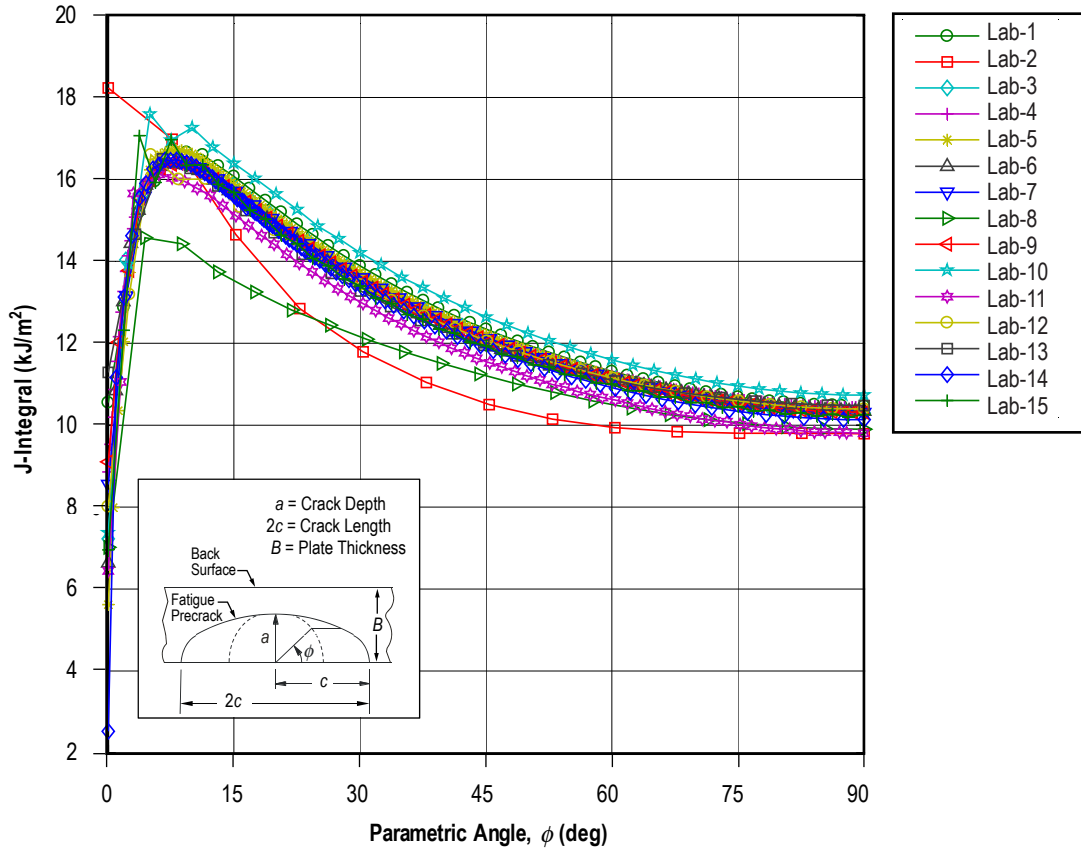 20
18
16
14
12
10
8
6
4
2
J-Integral (kJ/m²)
0 15 30 45 60 75 90
Parametric Angle, ϕ (deg)
a = Crack Depth
2c = Crack Length
B = Plate Thickness
Back
Surface
Fatigue
Precrack
a
ϕ
B
c
2c
Lab-1
Lab-2
Lab-3
Lab-4
Lab-5
Lab-6
Lab-7
Lab-8
Lab-9
Lab-10
Lab-11
Lab-12
Lab-13
Lab-14
Lab-15